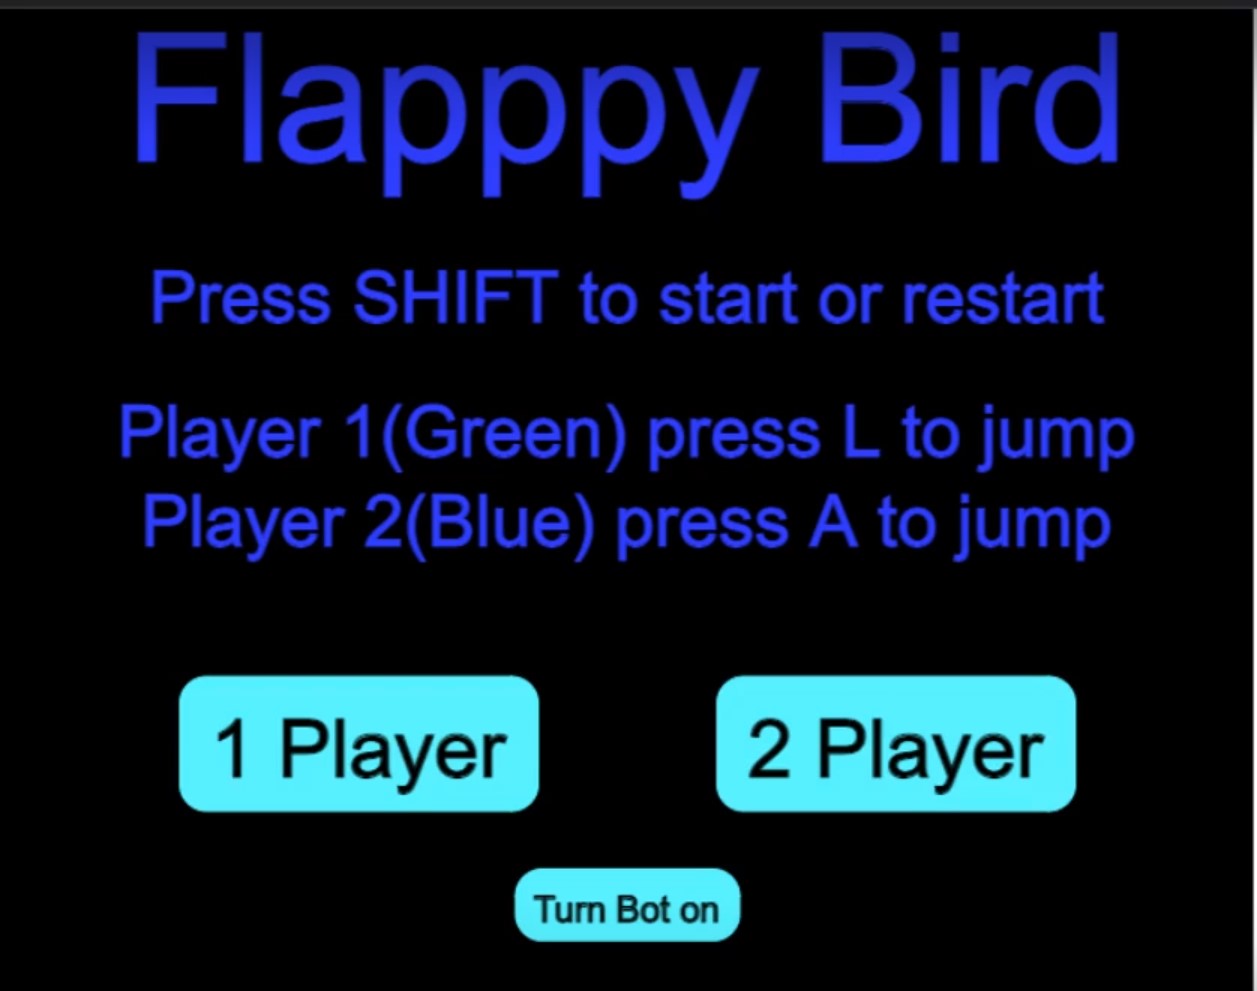 Flapppy Bird
Press SHIFT to start or restart
Player 1(Green) press L to jump
Player 2(Blue) press A to jump
1 Player
2 Player
Turn Bot on